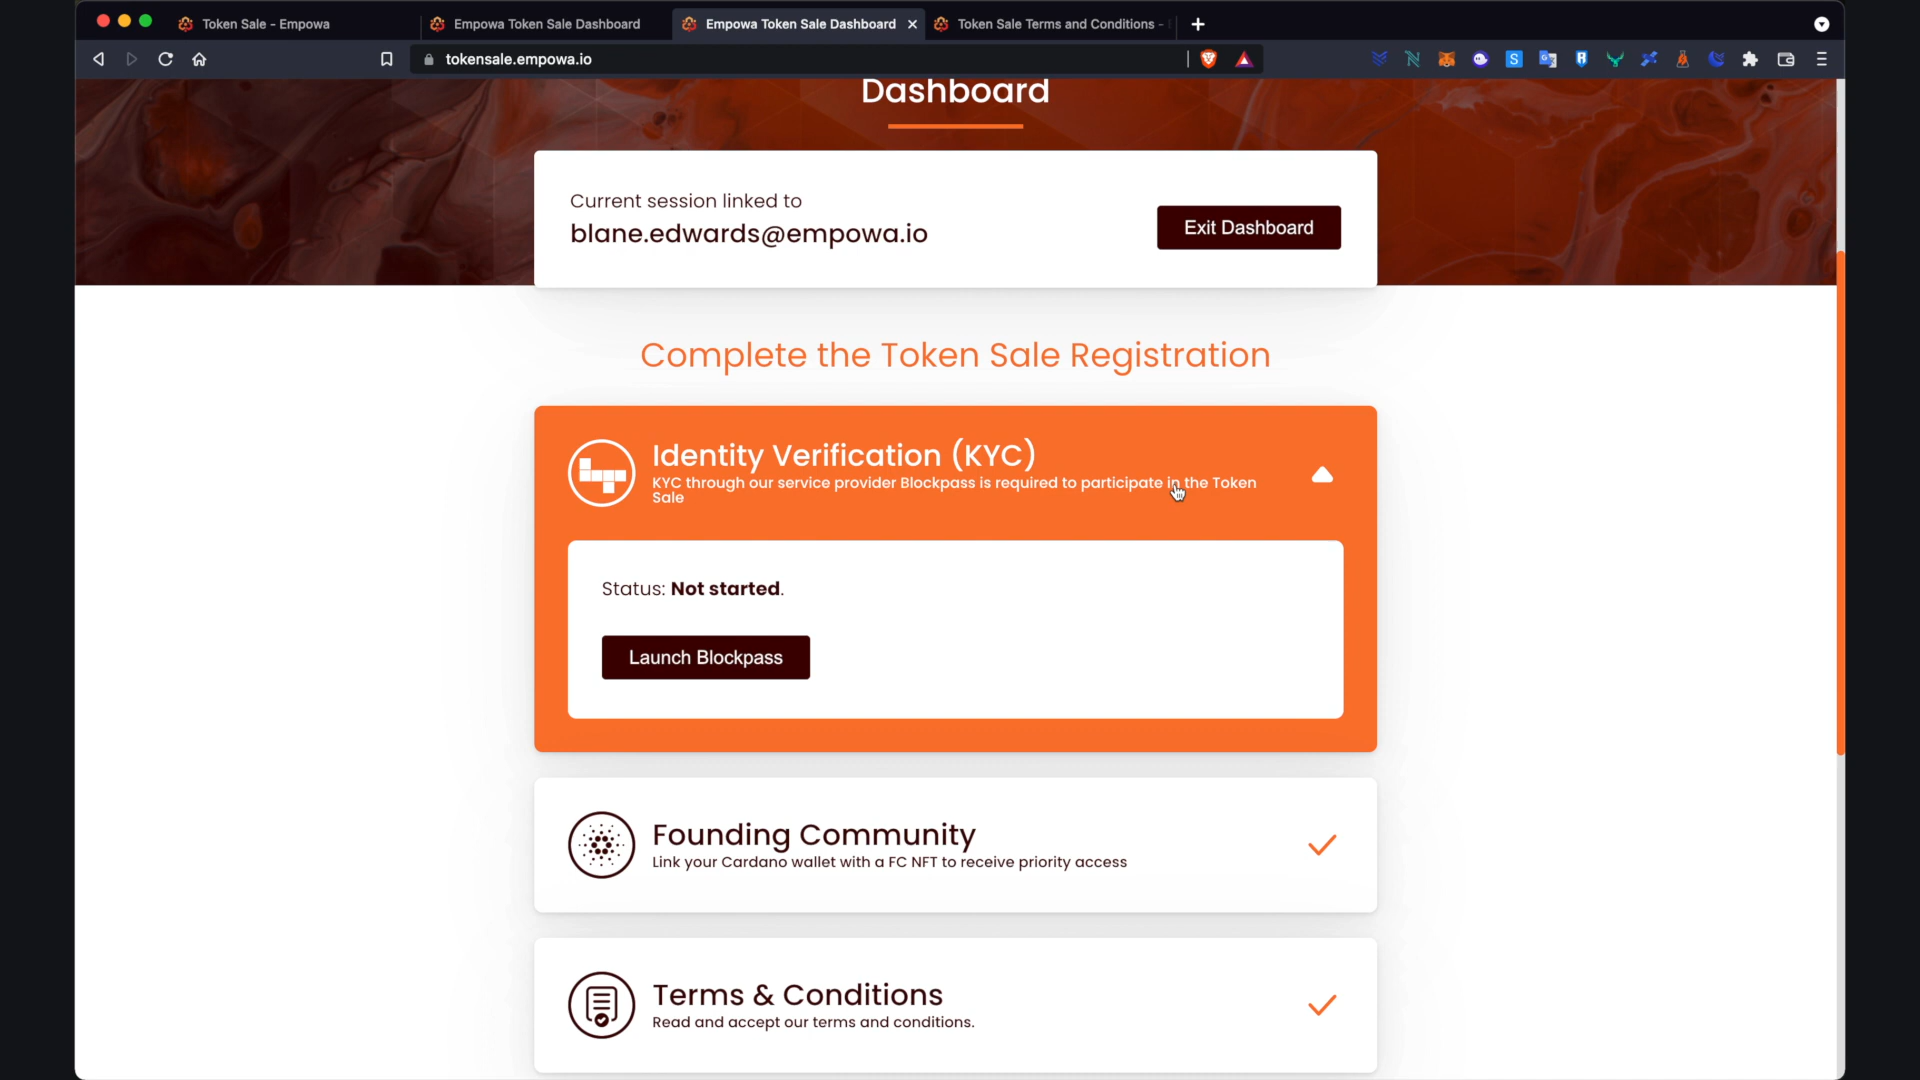 Token Sale - Empowa
Empowa Token Sale Dashboard
Empowa Token Sale Dashboard
Token Sale Terms and Conditions -
tokensale.empowa.io
Dashboard
Current session linked to
blane.edwards@empowa.io
Exit Dashboard
Complete the Token Sale Registration
Identity Verification (KYC)
KYC through our service provider Blockpass is required to participate in the Token
Sale
Status: Not started.
Launch Blockpass
Founding Community
Link your Cardano wallet with a FC NFT to receive priority access
Terms & Conditions
Read and accept our terms and conditions.